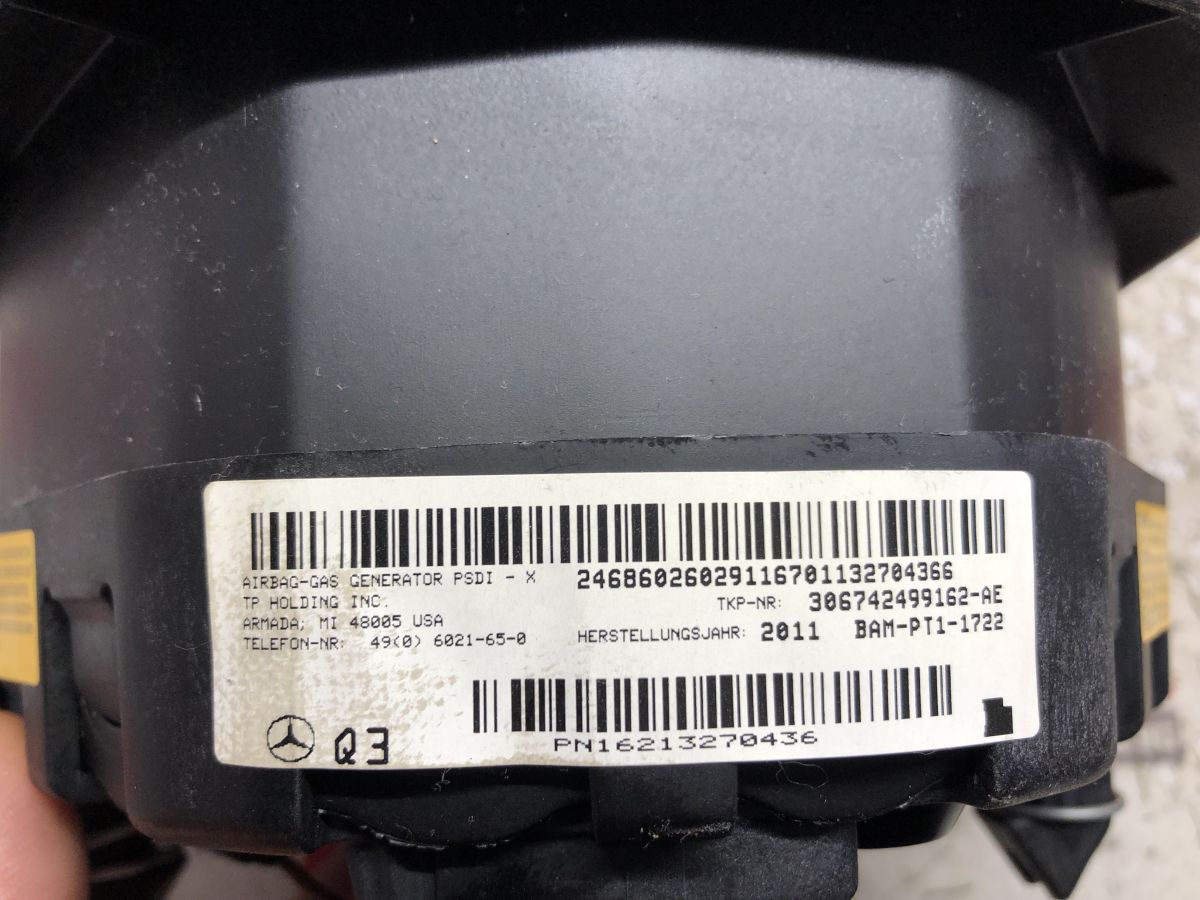 AIRBAG-GAS GENERATOR PSDI - X
24686026029116701132704366
TP HOLDING INC.
TKP-NR: 306742499162-AE
ARMADA; MI 48005 USA
TELEFON-NR: 49(0) 6021-65-0
HERSTELLUNGSJAHR: 2011 BAM-PT1-1722
PN16213270436
Q3